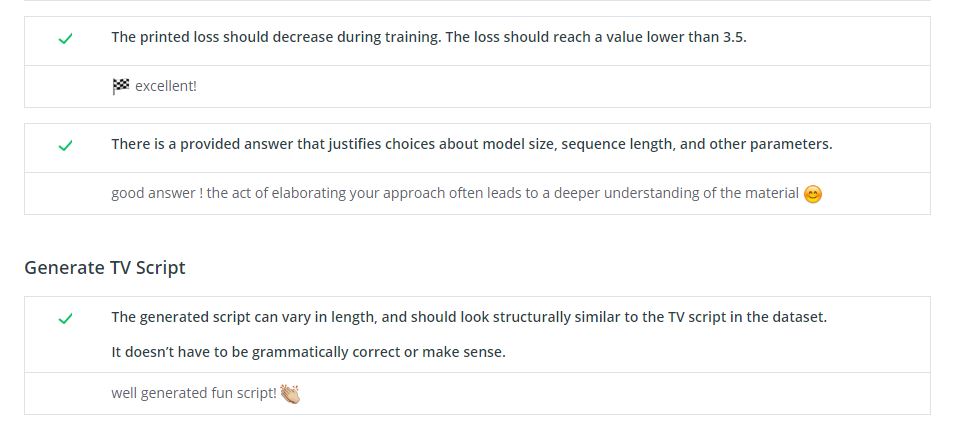 The printed loss should decrease during training. The loss should reach a value lower than 3.5.
🏁 excellent!
There is a provided answer that justifies choices about model size, sequence length, and other parameters.
good answer ! the act of elaborating your approach often leads to a deeper understanding of the material 😊
Generate TV Script
The generated script can vary in length, and should look structurally similar to the TV script in the dataset.
It doesn’t have to be grammatically correct or make sense.
well generated fun script! 👏🏼